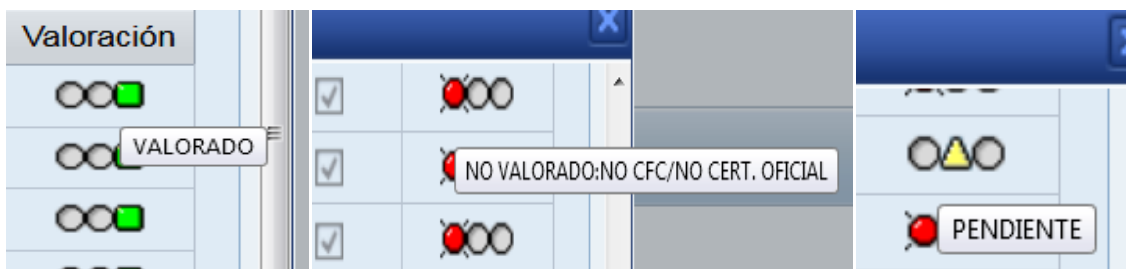 Valoración
VALORADO
X
NO VALORADO:NO CFC/NO CERT. OFICIAL
PENDIENTE